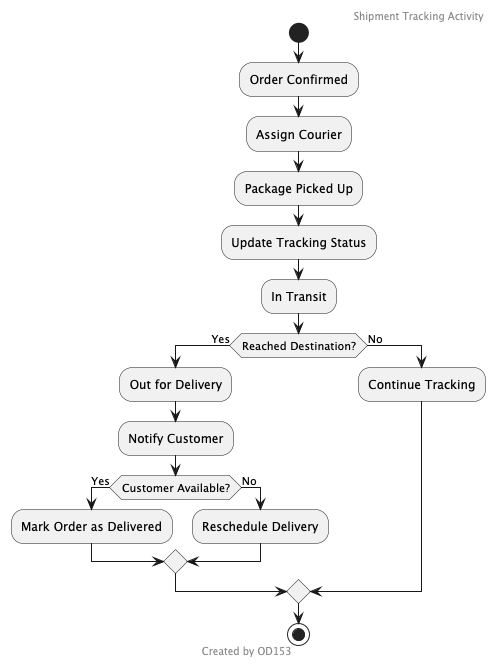 Shipment Tracking Activity
Order Confirmed
Assign Courier
Package Picked Up
Update Tracking Status
In Transit
Yes
Reached Destination?
No
Out for Delivery
Continue Tracking
Notify Customer
Yes
Customer Available?
No
Mark Order as Delivered
Reschedule Delivery
Created by OD153